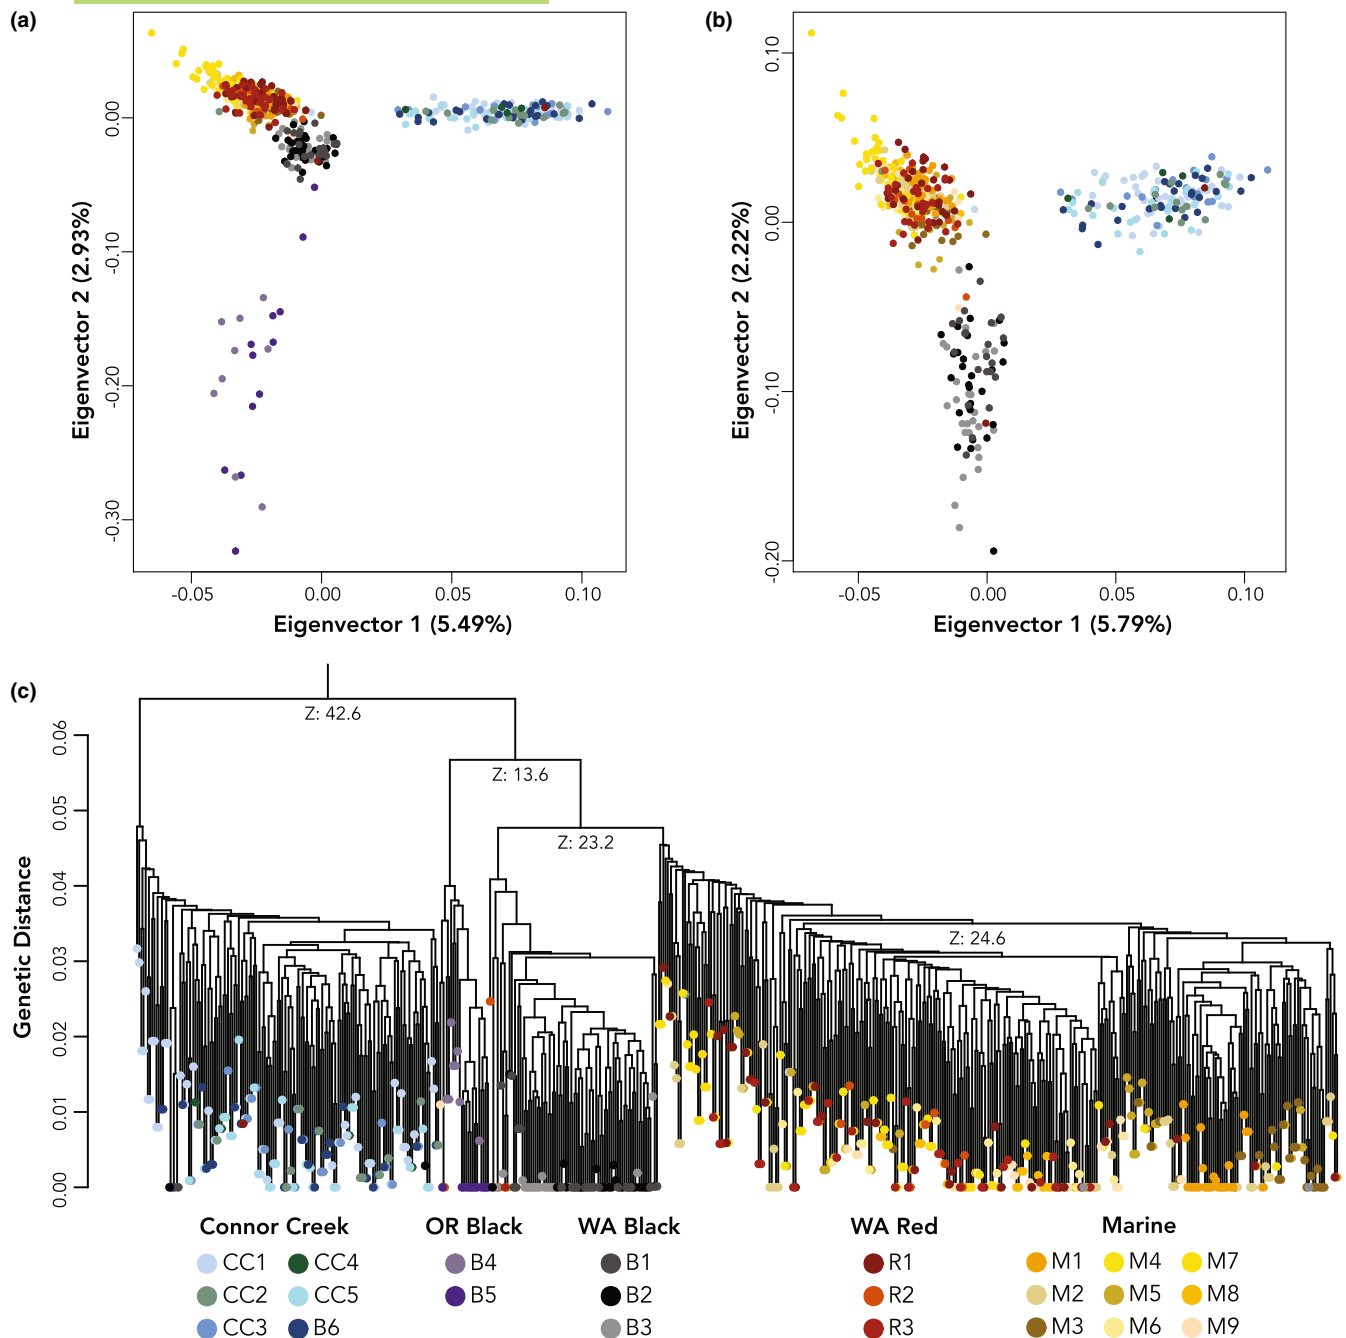 (a)
(b)
0.00
-0.10
-0.20
-0.30
Eigenvector 2 (2.93%)
-0.05 0.00 0.05 0.10
Eigenvector 1 (5.49%)
0.10
0.00
-0.10
-0.20
Eigenvector 2 (2.22%)
-0.05 0.00 0.05 0.10
Eigenvector 1 (5.79%)
(c)
Z: 42.6
Z: 13.6
Z: 23.2
Z: 24.6
0.06
0.05
0.04
0.03
0.02
0.01
0.00
Genetic Distance
Connor Creek OR Black WA Black WA Red Marine
CC1 CC4 B4 B1 R1 M1 M4 M7
CC2 CC5 B5 B2 R2 M2 M5 M8
CC3 B6 B3 R3 M3 M6 M9